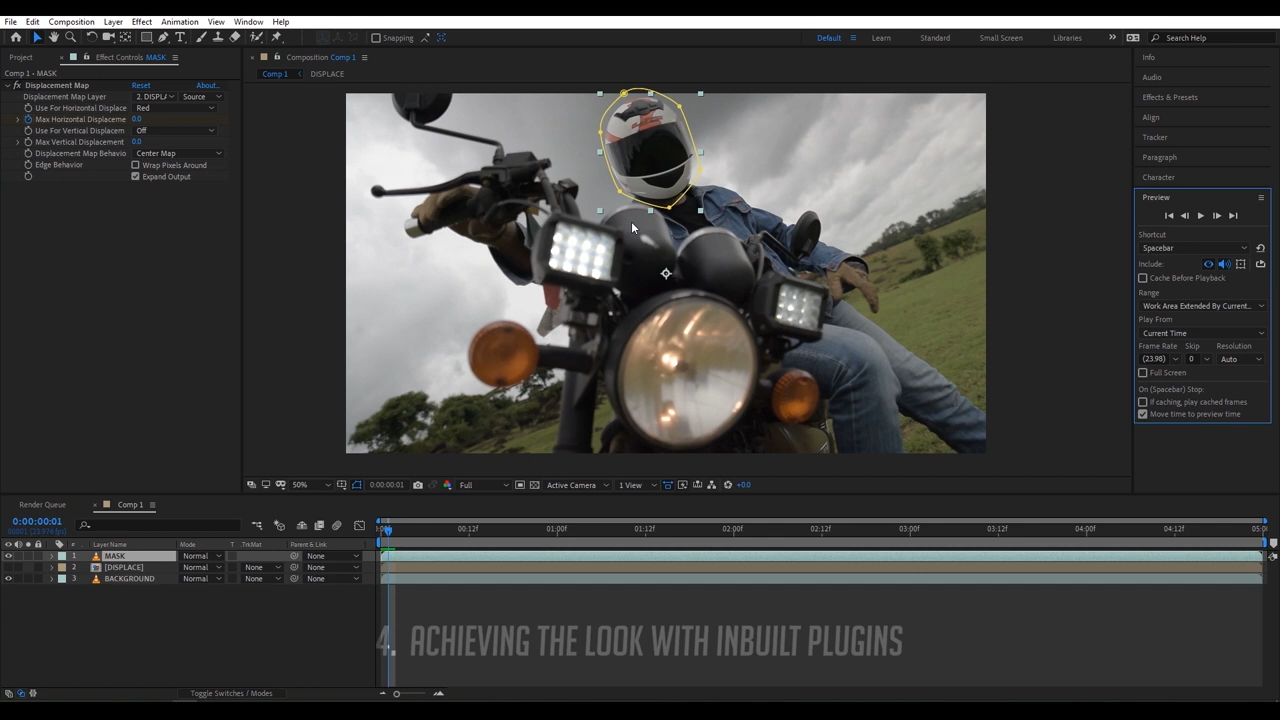 File Edit Composition Layer Effect Animation View Window Help
Snapping
Default Learn Standard Small Screen Libraries Search Help
Project Effect Controls MASK
Comp 1 • MASK
fx Displacement Map Reset About...
Displacement Map Layer 2. DISPL/ Source
Use For Horizontal Displace Red
Max Horizontal Displaceme 0.0
Use For Vertical Displacem Off
Max Vertical Displacement 0.0
Displacement Map Behavio Center Map
Edge Behavior Wrap Pixels Around
Expand Output
Composition Comp 1
Comp 1 DISPLACE
50% 0:00:00:01 Full Active Camera 1 View +0.0
Info
Audio
Effects & Presets
Align
Tracker
Paragraph
Character
Preview
Shortcut
Spacebar
Include:
Cache Before Playback
Range
Work Area Extended By Current...
Play From
Current Time
Frame Rate Skip Resolution
(23.98) 0 Auto
Full Screen
On (Spacebar) Stop:
If caching, play cached frames
Move time to preview time
Render Queue Comp 1
0:00:00:01
00:12f 01:00f 01:12f 02:00f 02:12f 03:00f 03:12f 04:00f 04:12f
# Layer Name Mode T .TrkMat Parent & Link
1 MASK Normal None
2 [DISPLACE] Normal None None
3 BACKGROUND Normal None None
4. ACHIEVING THE LOOK WITH INBUILT PLUGINS
Toggle Switches / Modes